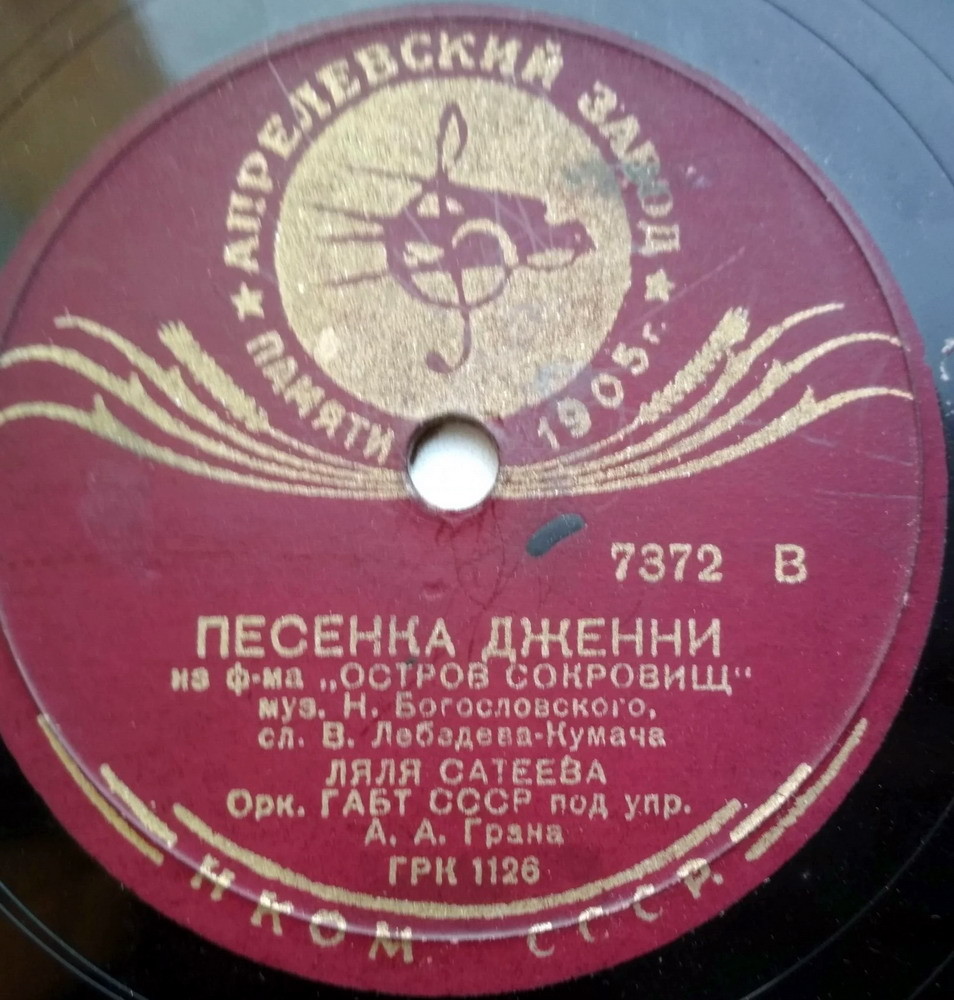 АПРЕЛЕВСКИЙ ЗАВОД
ПАМЯТИ 1905 г.
7372 В
ПЕСЕНКА ДЖЕННИ
из ф-ма „ОСТРОВ СОКРОВИЩ“
муз. Н. Богословского,
сл. В. Лебедева-Кумача
ЛЯЛЯ САТЕЕВА
Орк. ГАБТ СССР под упр.
А. А. Грана
ГРК 1126
НКОМ СССР